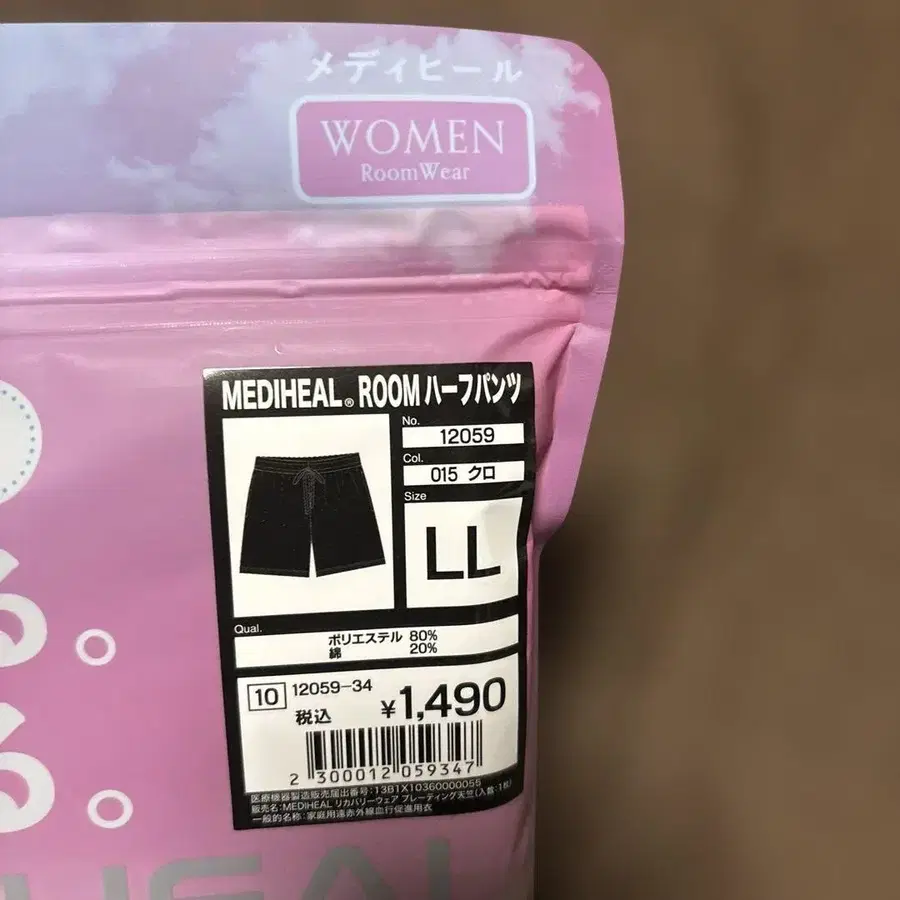 メディヒール
WOMEN
RoomWear
MEDIHEAL® ROOM ハーフパンツ
No.
12059
Col.
015 クロ
Size
LL
Qual.
ポリエステル 80%
綿 20%
10 12059-34
税込 ¥1,490
2 300012 059347
医療機器製造販売届出番号:13B1X10360000055
販売名:MEDIHEAL リカバリーウェア プレーティング天竺(入数:1枚)
一般的名称:家庭用遠赤外線血行促進用衣
る。
る。